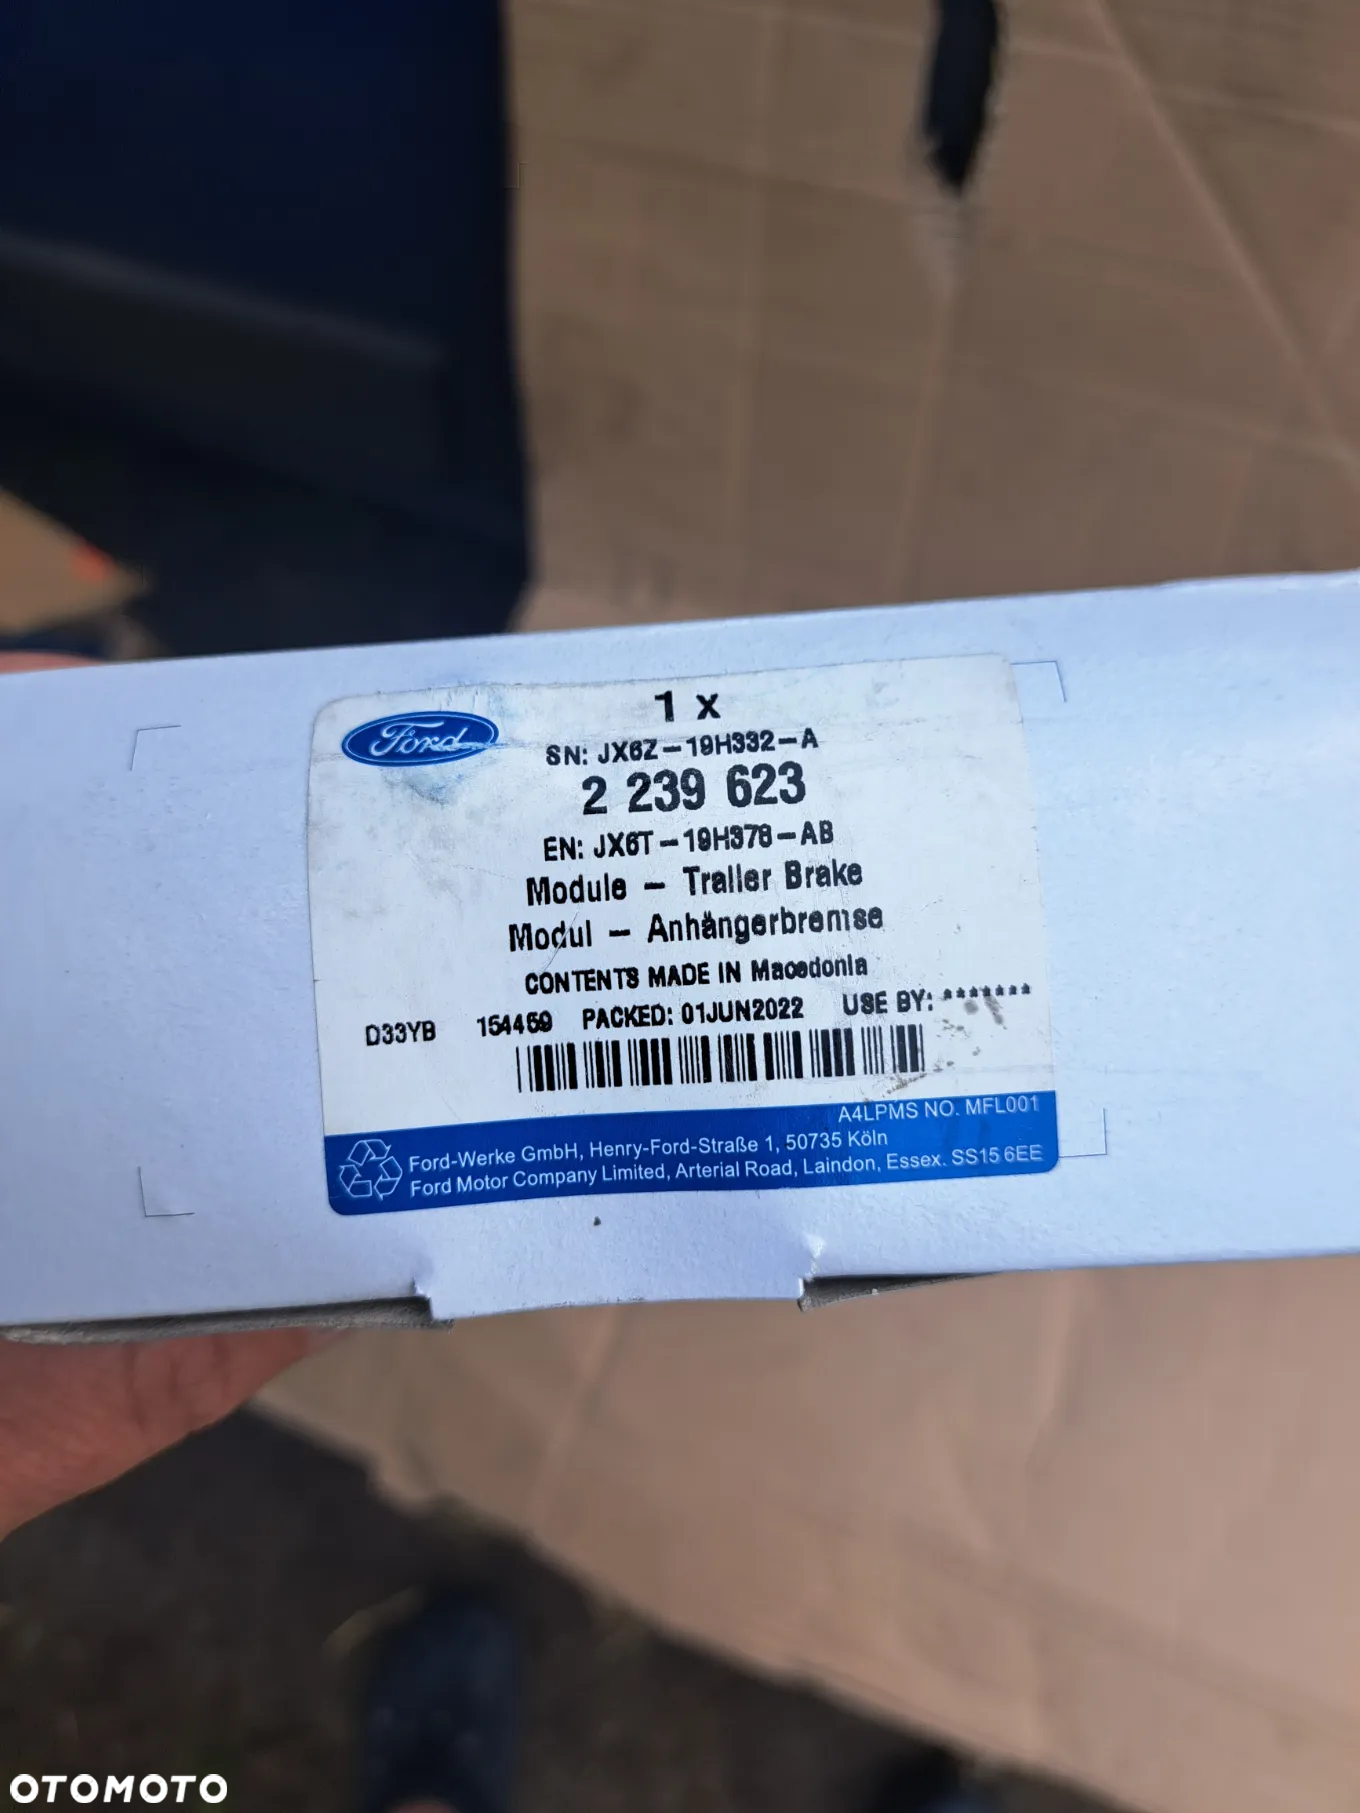 Ford
1 x
SN: JX6Z-19H332-A
2 239 623
EN: JX6T-19H378-AB
Module - Trailer Brake
Modul - Anhängerbremse
CONTENTS MADE IN Macedonia
D33YB 154459 PACKED: 01JUN2022 USE BY: *******
A4LPMS NO. MFL001
Ford-Werke GmbH, Henry-Ford-Straße 1, 50735 Köln
Ford Motor Company Limited, Arterial Road, Laindon, Essex. SS15 6EE
OTOMOTO